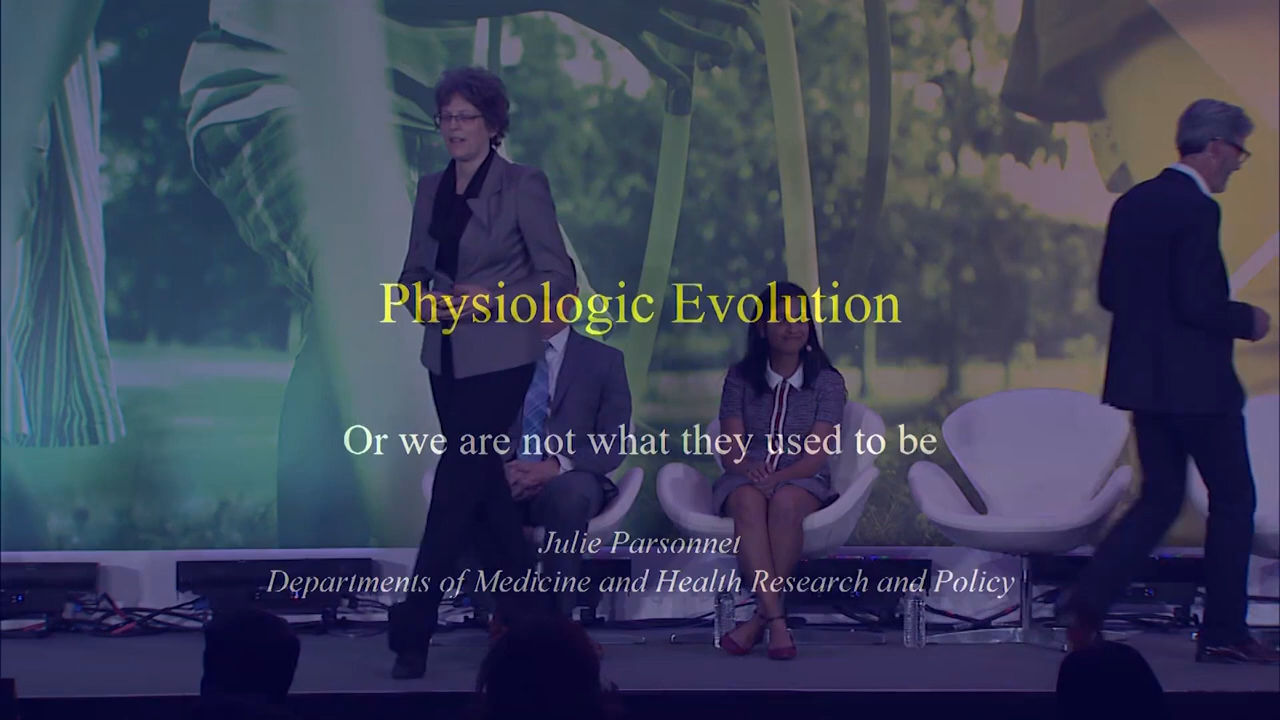 Physiologic Evolution
Or we are not what they used to be
Julie Parsonnet
Departments of Medicine and Health Research and Policy